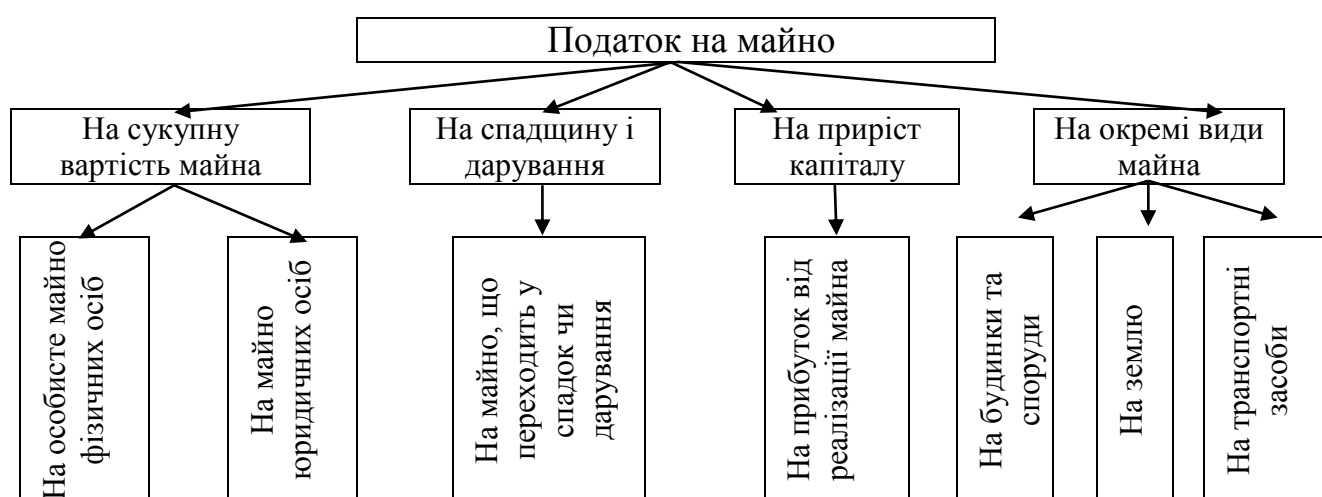 Податок на майно
На сукупну
вартість майна
На спадщину і
дарування
На приріст
капіталу
На окремі види
майна
На особисте майно
фізичних осіб
На майно
юридичних осіб
На майно, що
переходить у
спадок чи
дарування
На прибуток від
реалізації майна
На будинки та
споруди
На землю
На транспортні
засоби